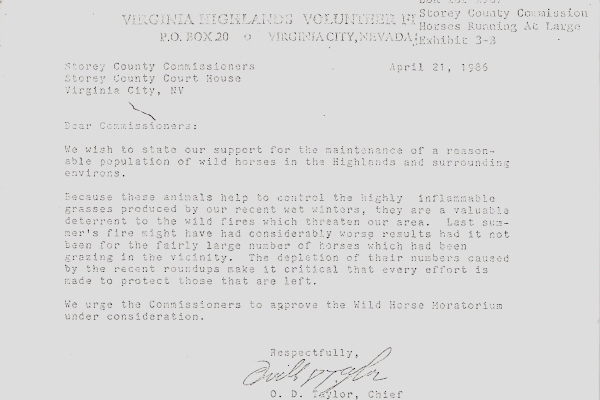 Storey County Commission
VIRGINIA HIGHLANDS VOLUNTEER FI
Horses Running At Large
P.O. BOX 20 o VIRGINIA CITY, NEVADA
Exhibit 3-3
Storey County Commissioners April 21, 1986
Storey County Court House
Virginia City, NV
Dear Commissioners:
We wish to state our support for the maintenance of a reason-
able population of wild horses in the Highlands and surrounding
environs.
Because these animals help to control the highly inflammable
grasses produced by our recent wet winters, they are a valuable
deterrent to the wild fires which threaten our area. Last sum-
mer's fire might have had considerably worse results had it not
been for the fairly large number of horses which had been
grazing in the vicinity. The depletion of their numbers caused
by the recent roundups make it critical that every effort is
made to protect those that are left.
We urge the Commissioners to approve the Wild Horse Moratorium
under consideration.
Respectfully,
Taylor
O. D. Taylor, Chief